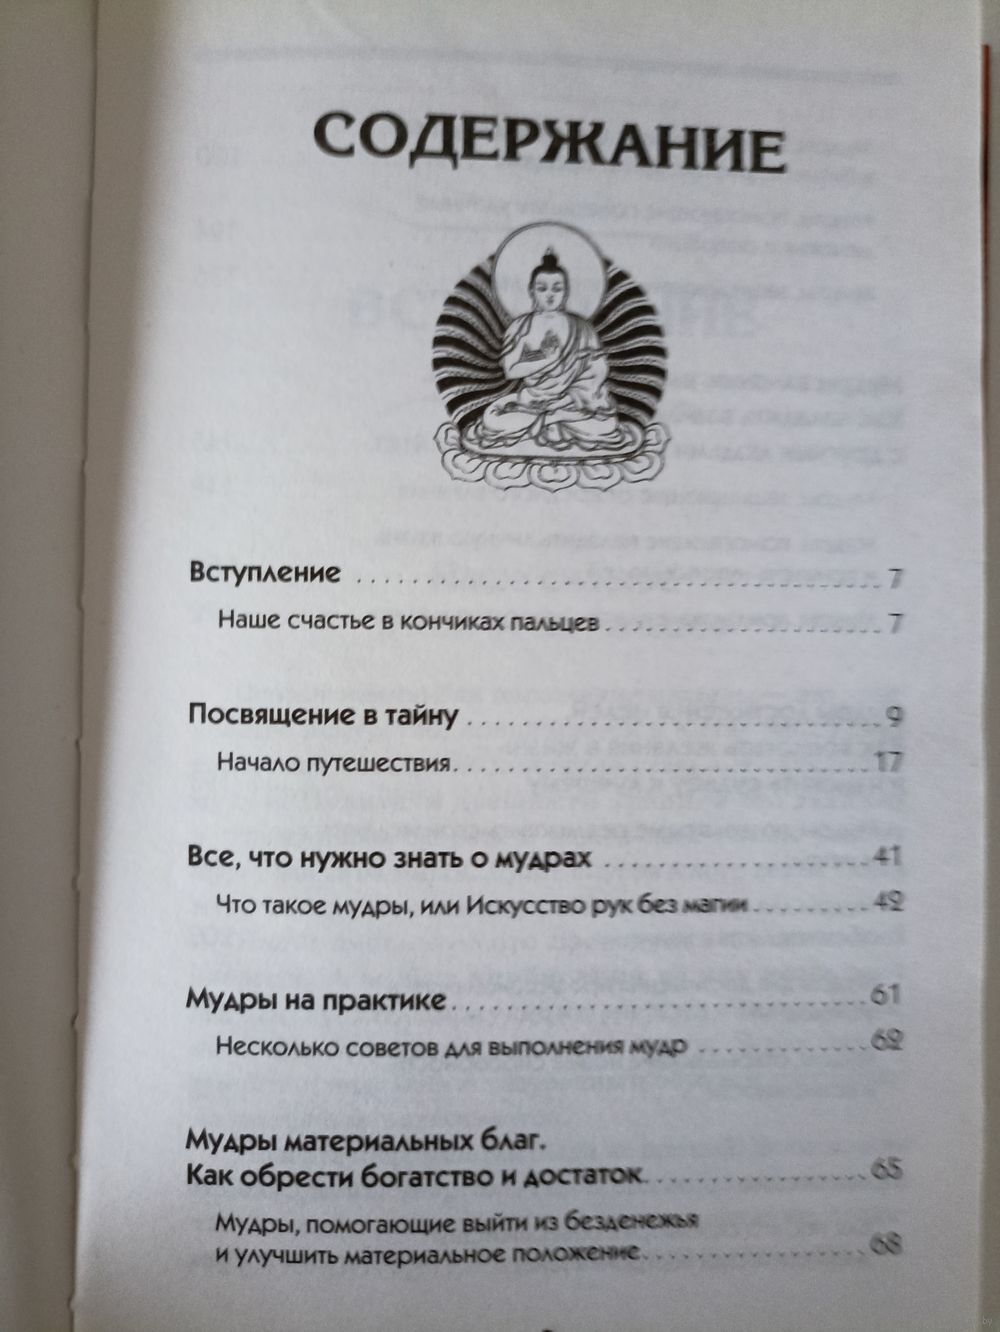 СОДЕРЖАНИЕ
Вступление . . . . . . . . . . 7
Наше счастье в кончиках пальцев . . . . . . . . . . 7
Посвящение в тайну . . . . . . . . . . 9
Начало путешествия . . . . . . . . . . 17
Все, что нужно знать о мудрах . . . . . . . . . . 41
Что такое мудры, или Искусство рук без магии . . . . . . . . . . 42
Мудры на практике . . . . . . . . . . 61
Несколько советов для выполнения мудр . . . . . . . . . . 62
Мудры материальных благ.
Как обрести богатство и достаток . . . . . . . . . . 65
Мудры, помогающие выйти из безденежья
и улучшить материальное положение . . . . . . . . . . 68